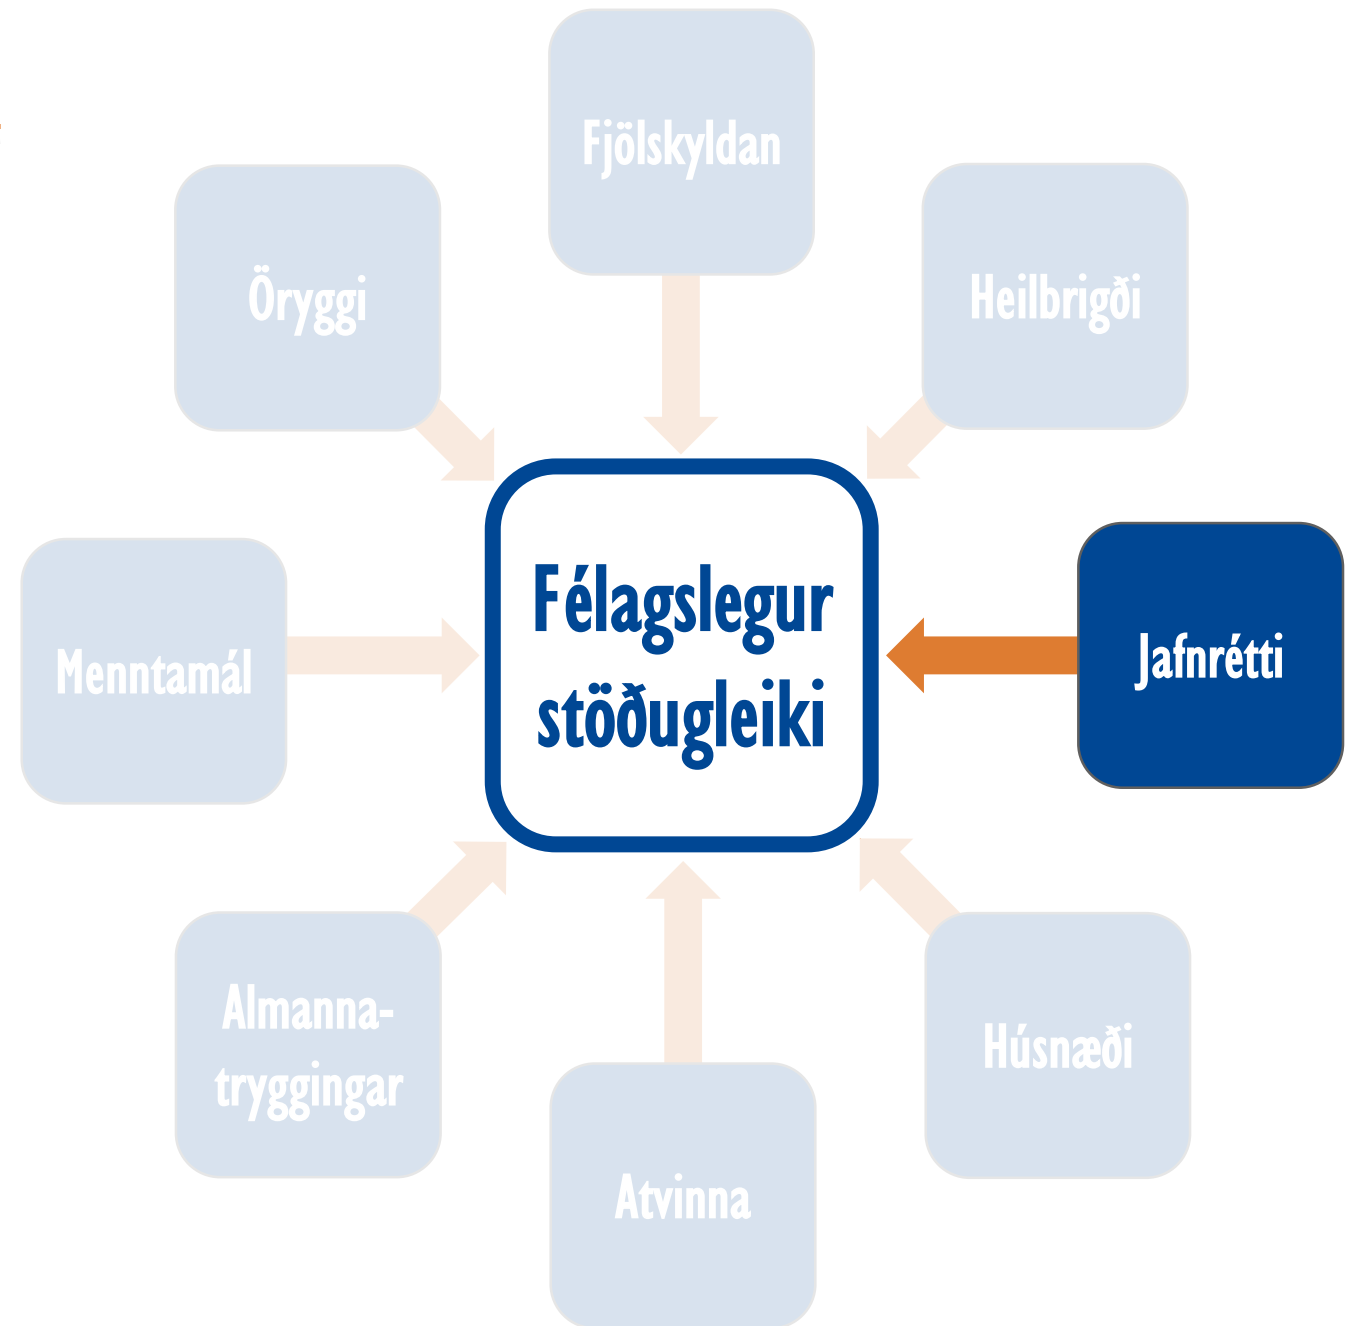 Fjölskyldan
Öryggi
Heilbrigði
Félagslegur
stöðugleiki
Jafnrétti
Menntamál
Almanna-
tryggingar
Húsnæði
Atvinna